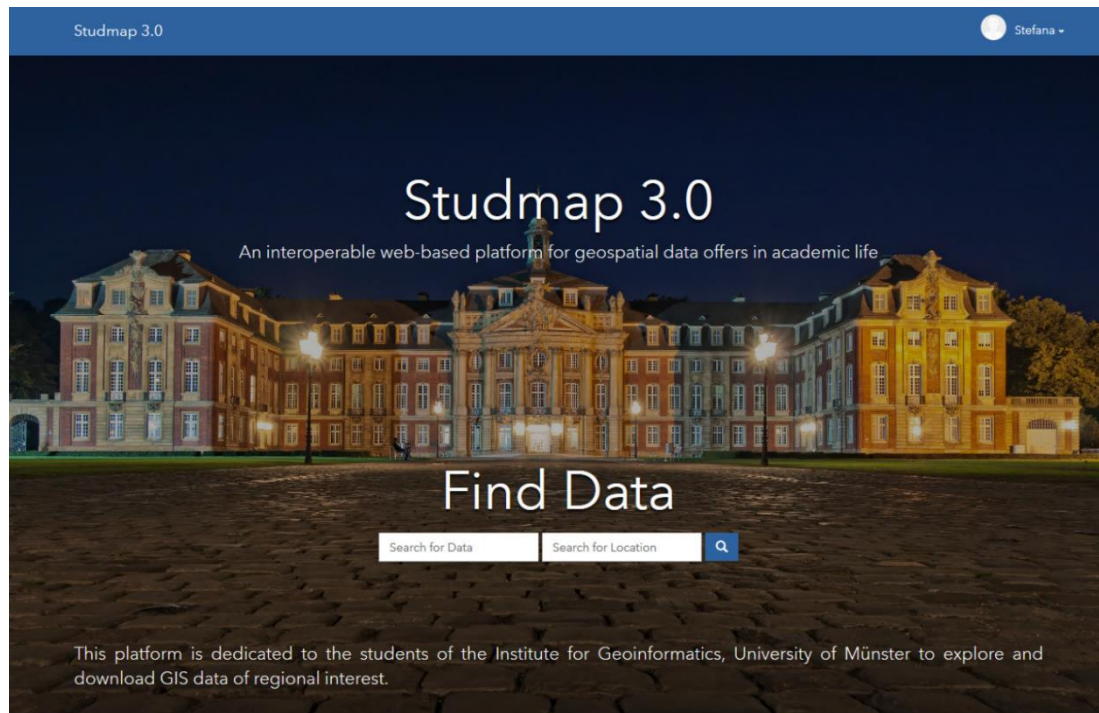 Studmap 3.0
Stefana
Studmap 3.0
An interoperable web-based platform for geospatial data offers in academic life
Find Data
Search for Data
Search for Location
This platform is dedicated to the students of the Institute for Geoinformatics, University of Münster to explore and
download GIS data of regional interest.